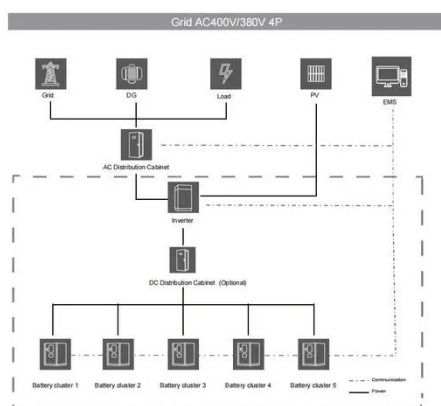 Grid AC400V/380V 4P
Grid DG Load PV EMS
AC Distribution Cabinet
Inverter
DC Distribution Cabinet (Optional)
Battery cluster 1 Battery cluster 2 Battery cluster 3 Battery cluster 4 Battery cluster 5
Communication
Power